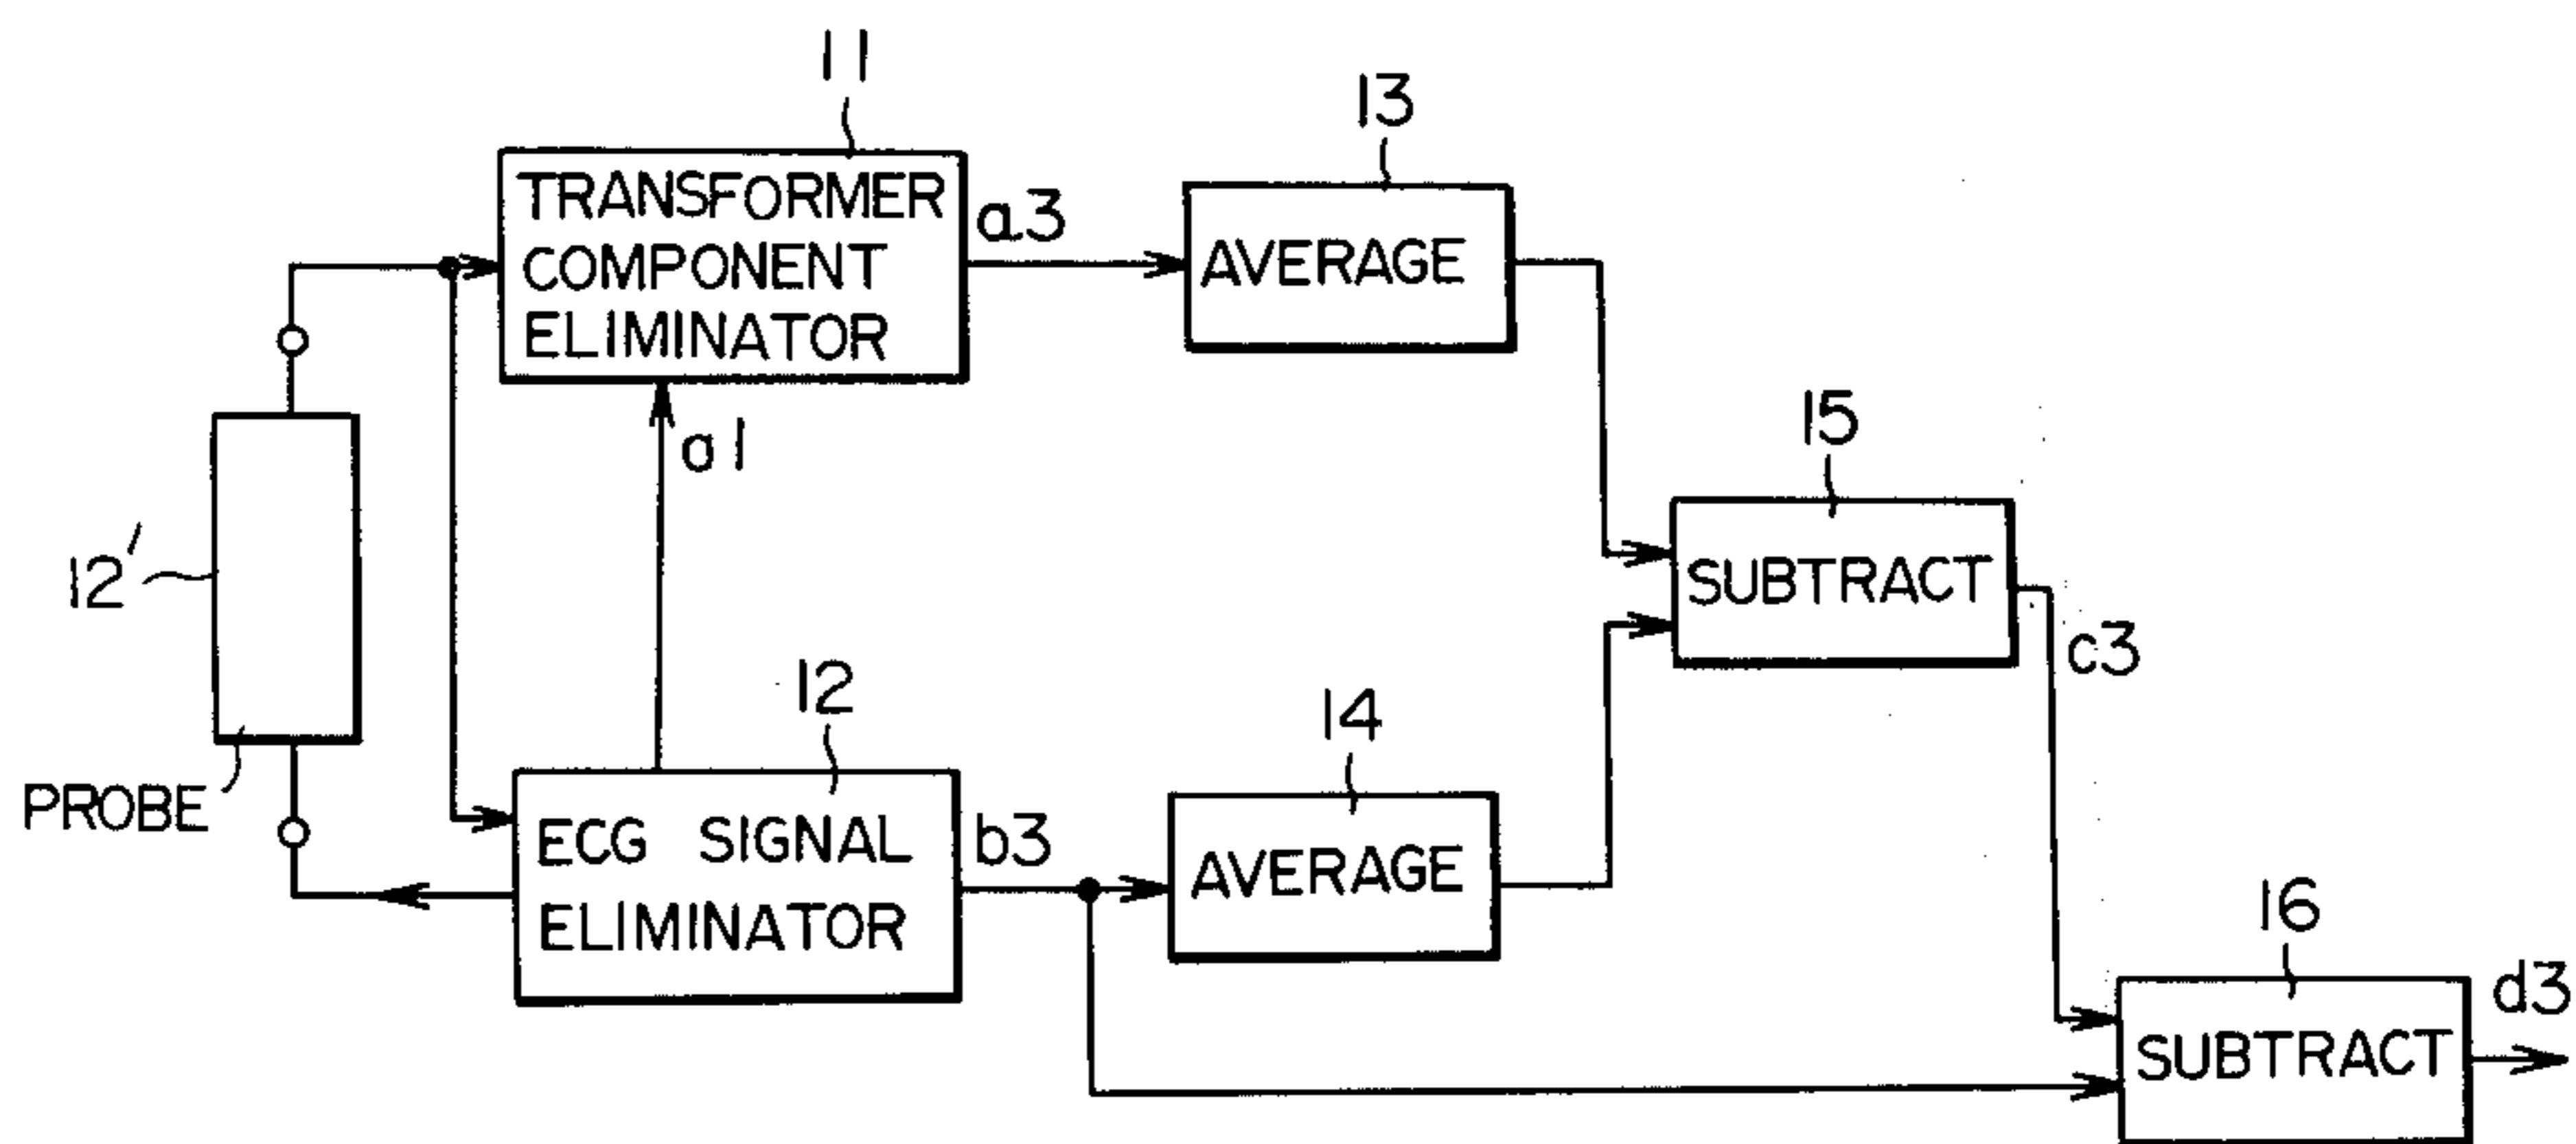 11
TRANSFORMER
COMPONENT
ELIMINATOR
a3
13
AVERAGE
a1
12'
PROBE
12
ECG SIGNAL
ELIMINATOR
b3
14
AVERAGE
15
SUBTRACT
c3
16
SUBTRACT
d3